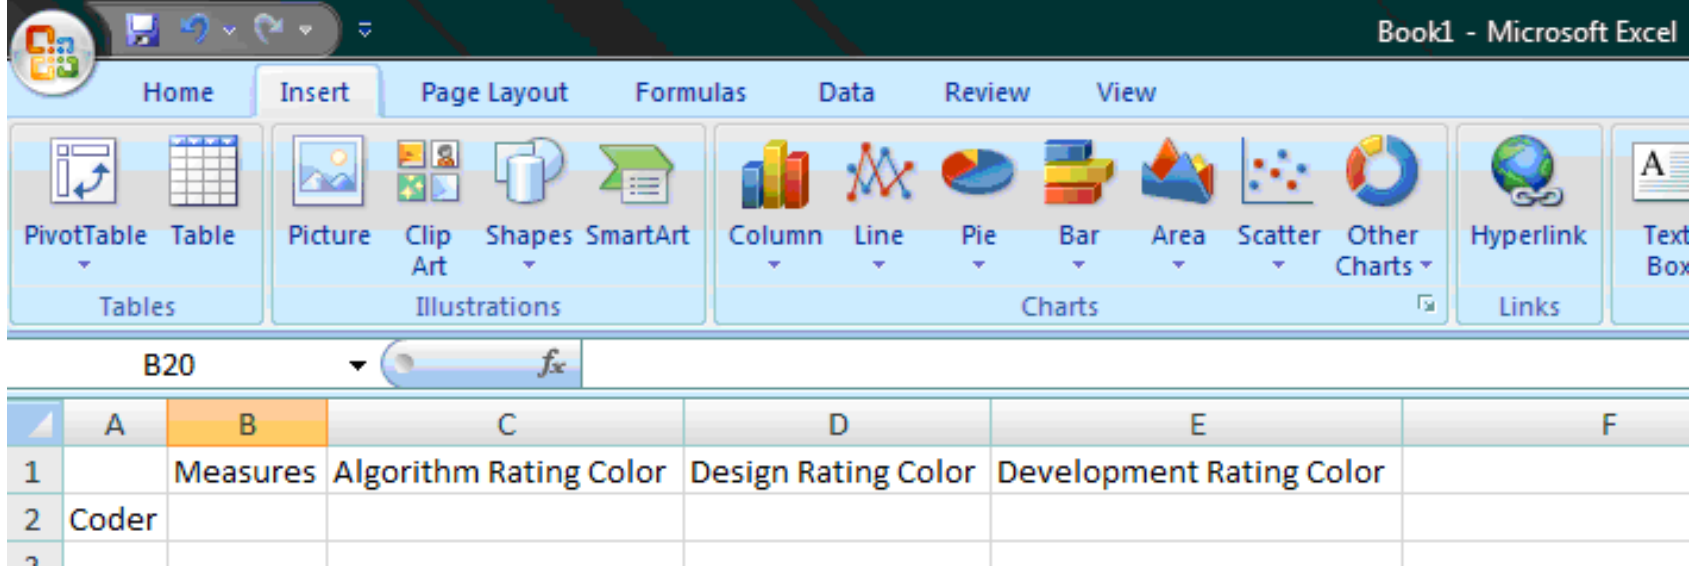 Book1 - Microsoft Excel
Home Insert Page Layout Formulas Data Review View
PivotTable Table Picture Clip Art Shapes SmartArt Column Line Pie Bar Area Scatter Other Charts Hyperlink Text Box
Tables Illustrations Charts Links
B20 fx
A B C D E F
1 Measures Algorithm Rating Color Design Rating Color Development Rating Color
2 Coder